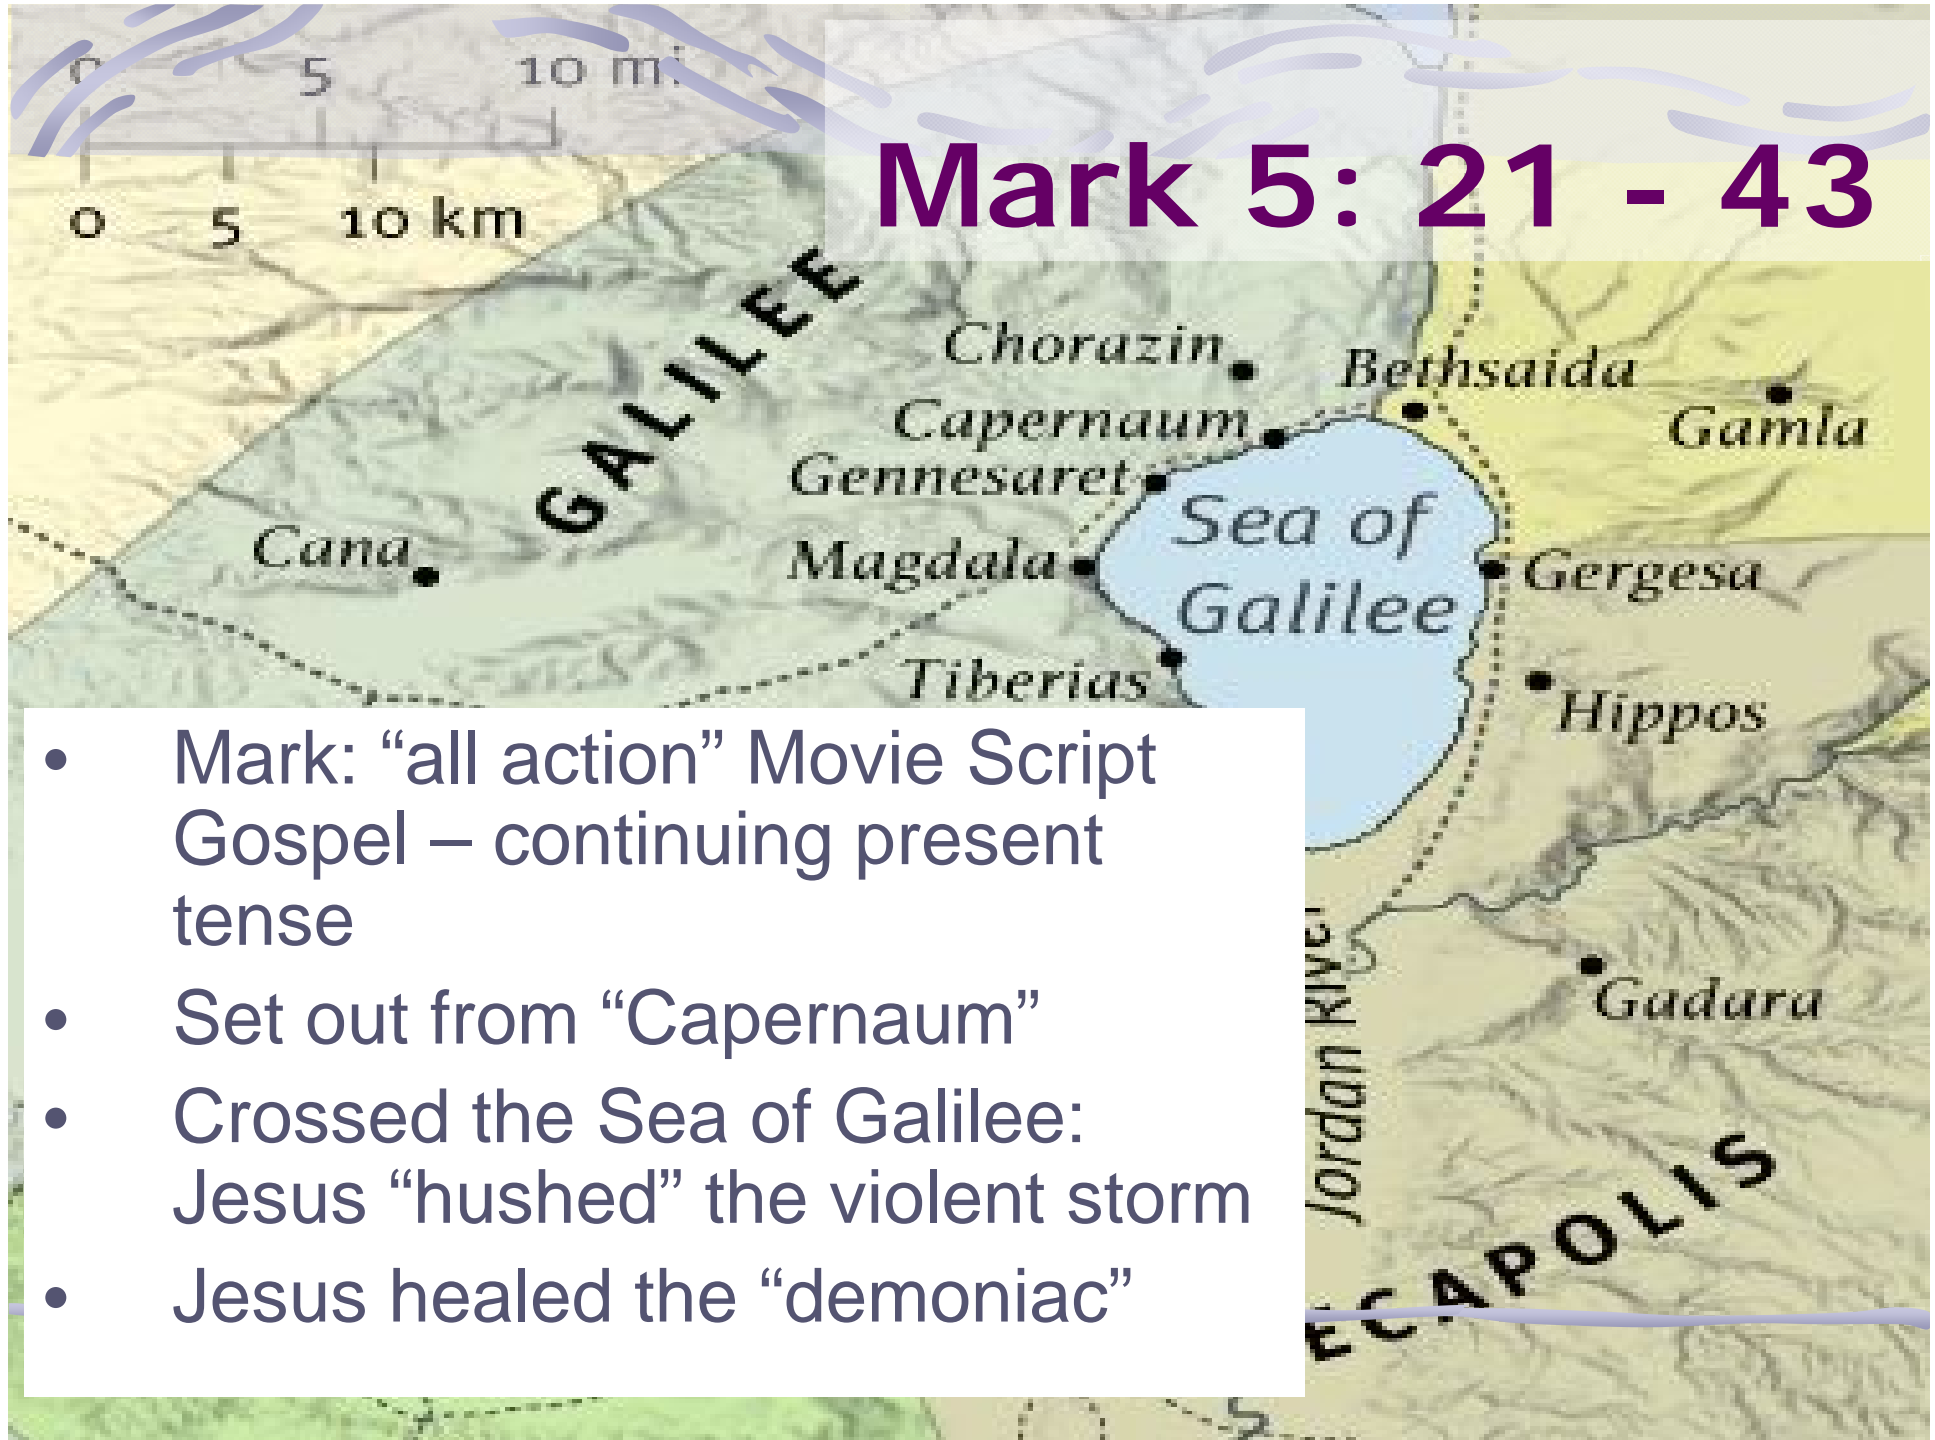 0 5 10 mi
Mark 5: 21 - 43
0 5 10 km
GALILEE
Chorazin
Bethsaida
Capernaum
Gamla
Gennesaret
Sea of
Galilee
Cana
Magdala
Gergesa
Tiberias
Hippos
• Mark: “all action” Movie Script
Gospel – continuing present
tense
• Set out from “Capernaum”
• Crossed the Sea of Galilee:
Jesus “hushed” the violent storm
• Jesus healed the “demoniac”
Jordan River
Gadara
ECAPOLIS